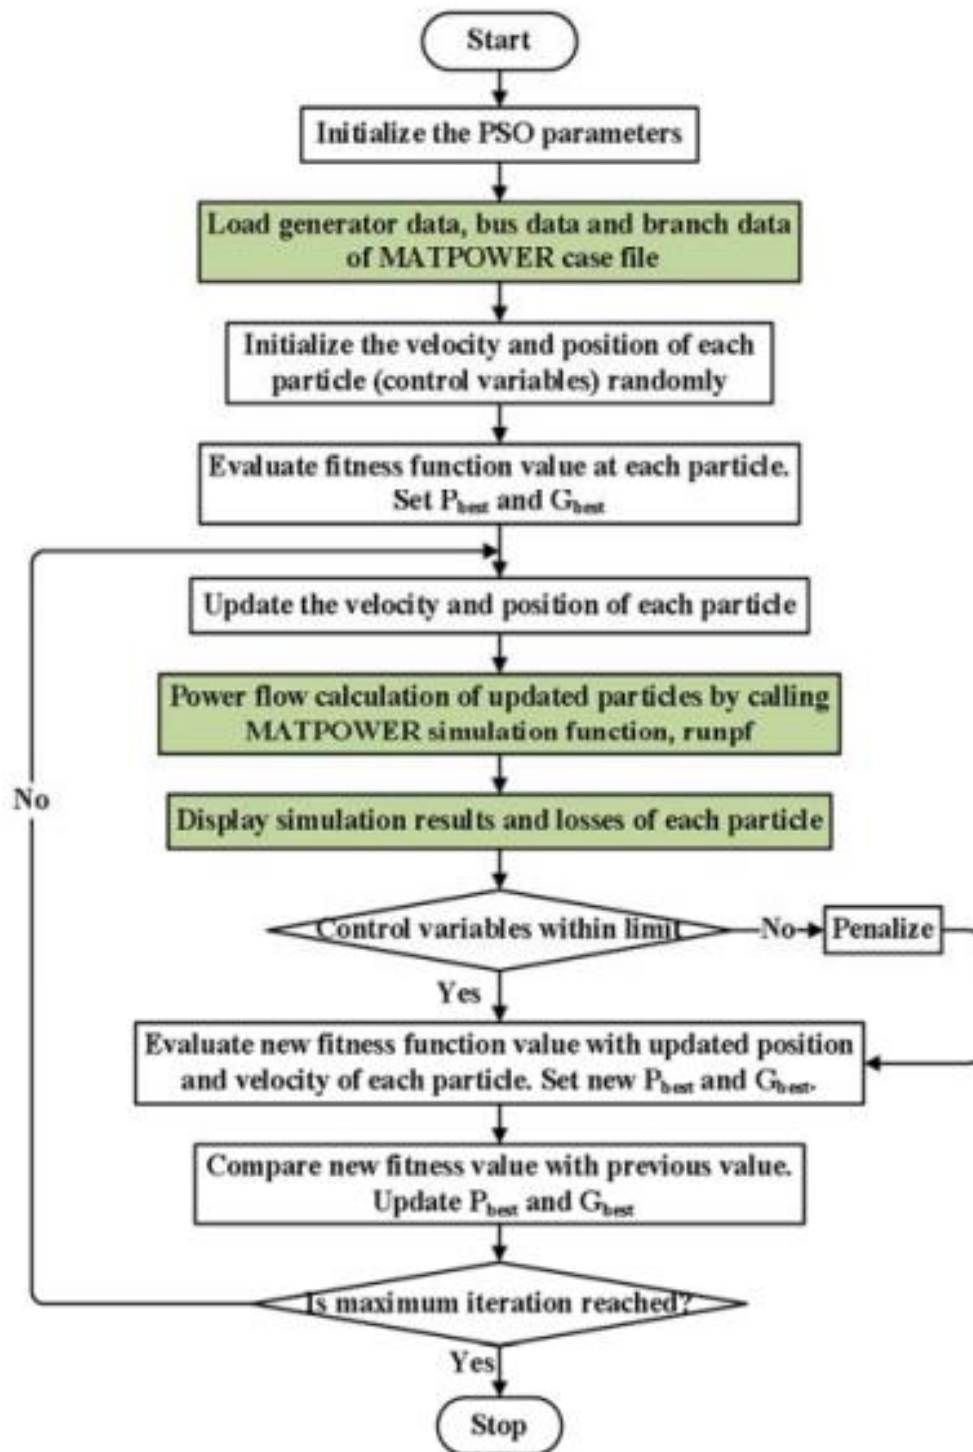 Start
Initialize the PSO parameters
Load generator data, bus data and branch data
of MATPOWER case file
Initialize the velocity and position of each
particle (control variables) randomly
Evaluate fitness function value at each particle.
Set Pbest and Gbest
Update the velocity and position of each particle
Power flow calculation of updated particles by calling
MATPOWER simulation function, runpf
No
Display simulation results and losses of each particle
Control variables within limit
No
Penalize
Yes
Evaluate new fitness function value with updated position
and velocity of each particle. Set new Pbest and Gbest.
Compare new fitness value with previous value.
Update Pbest and Gbest
Is maximum iteration reached?
Yes
Stop